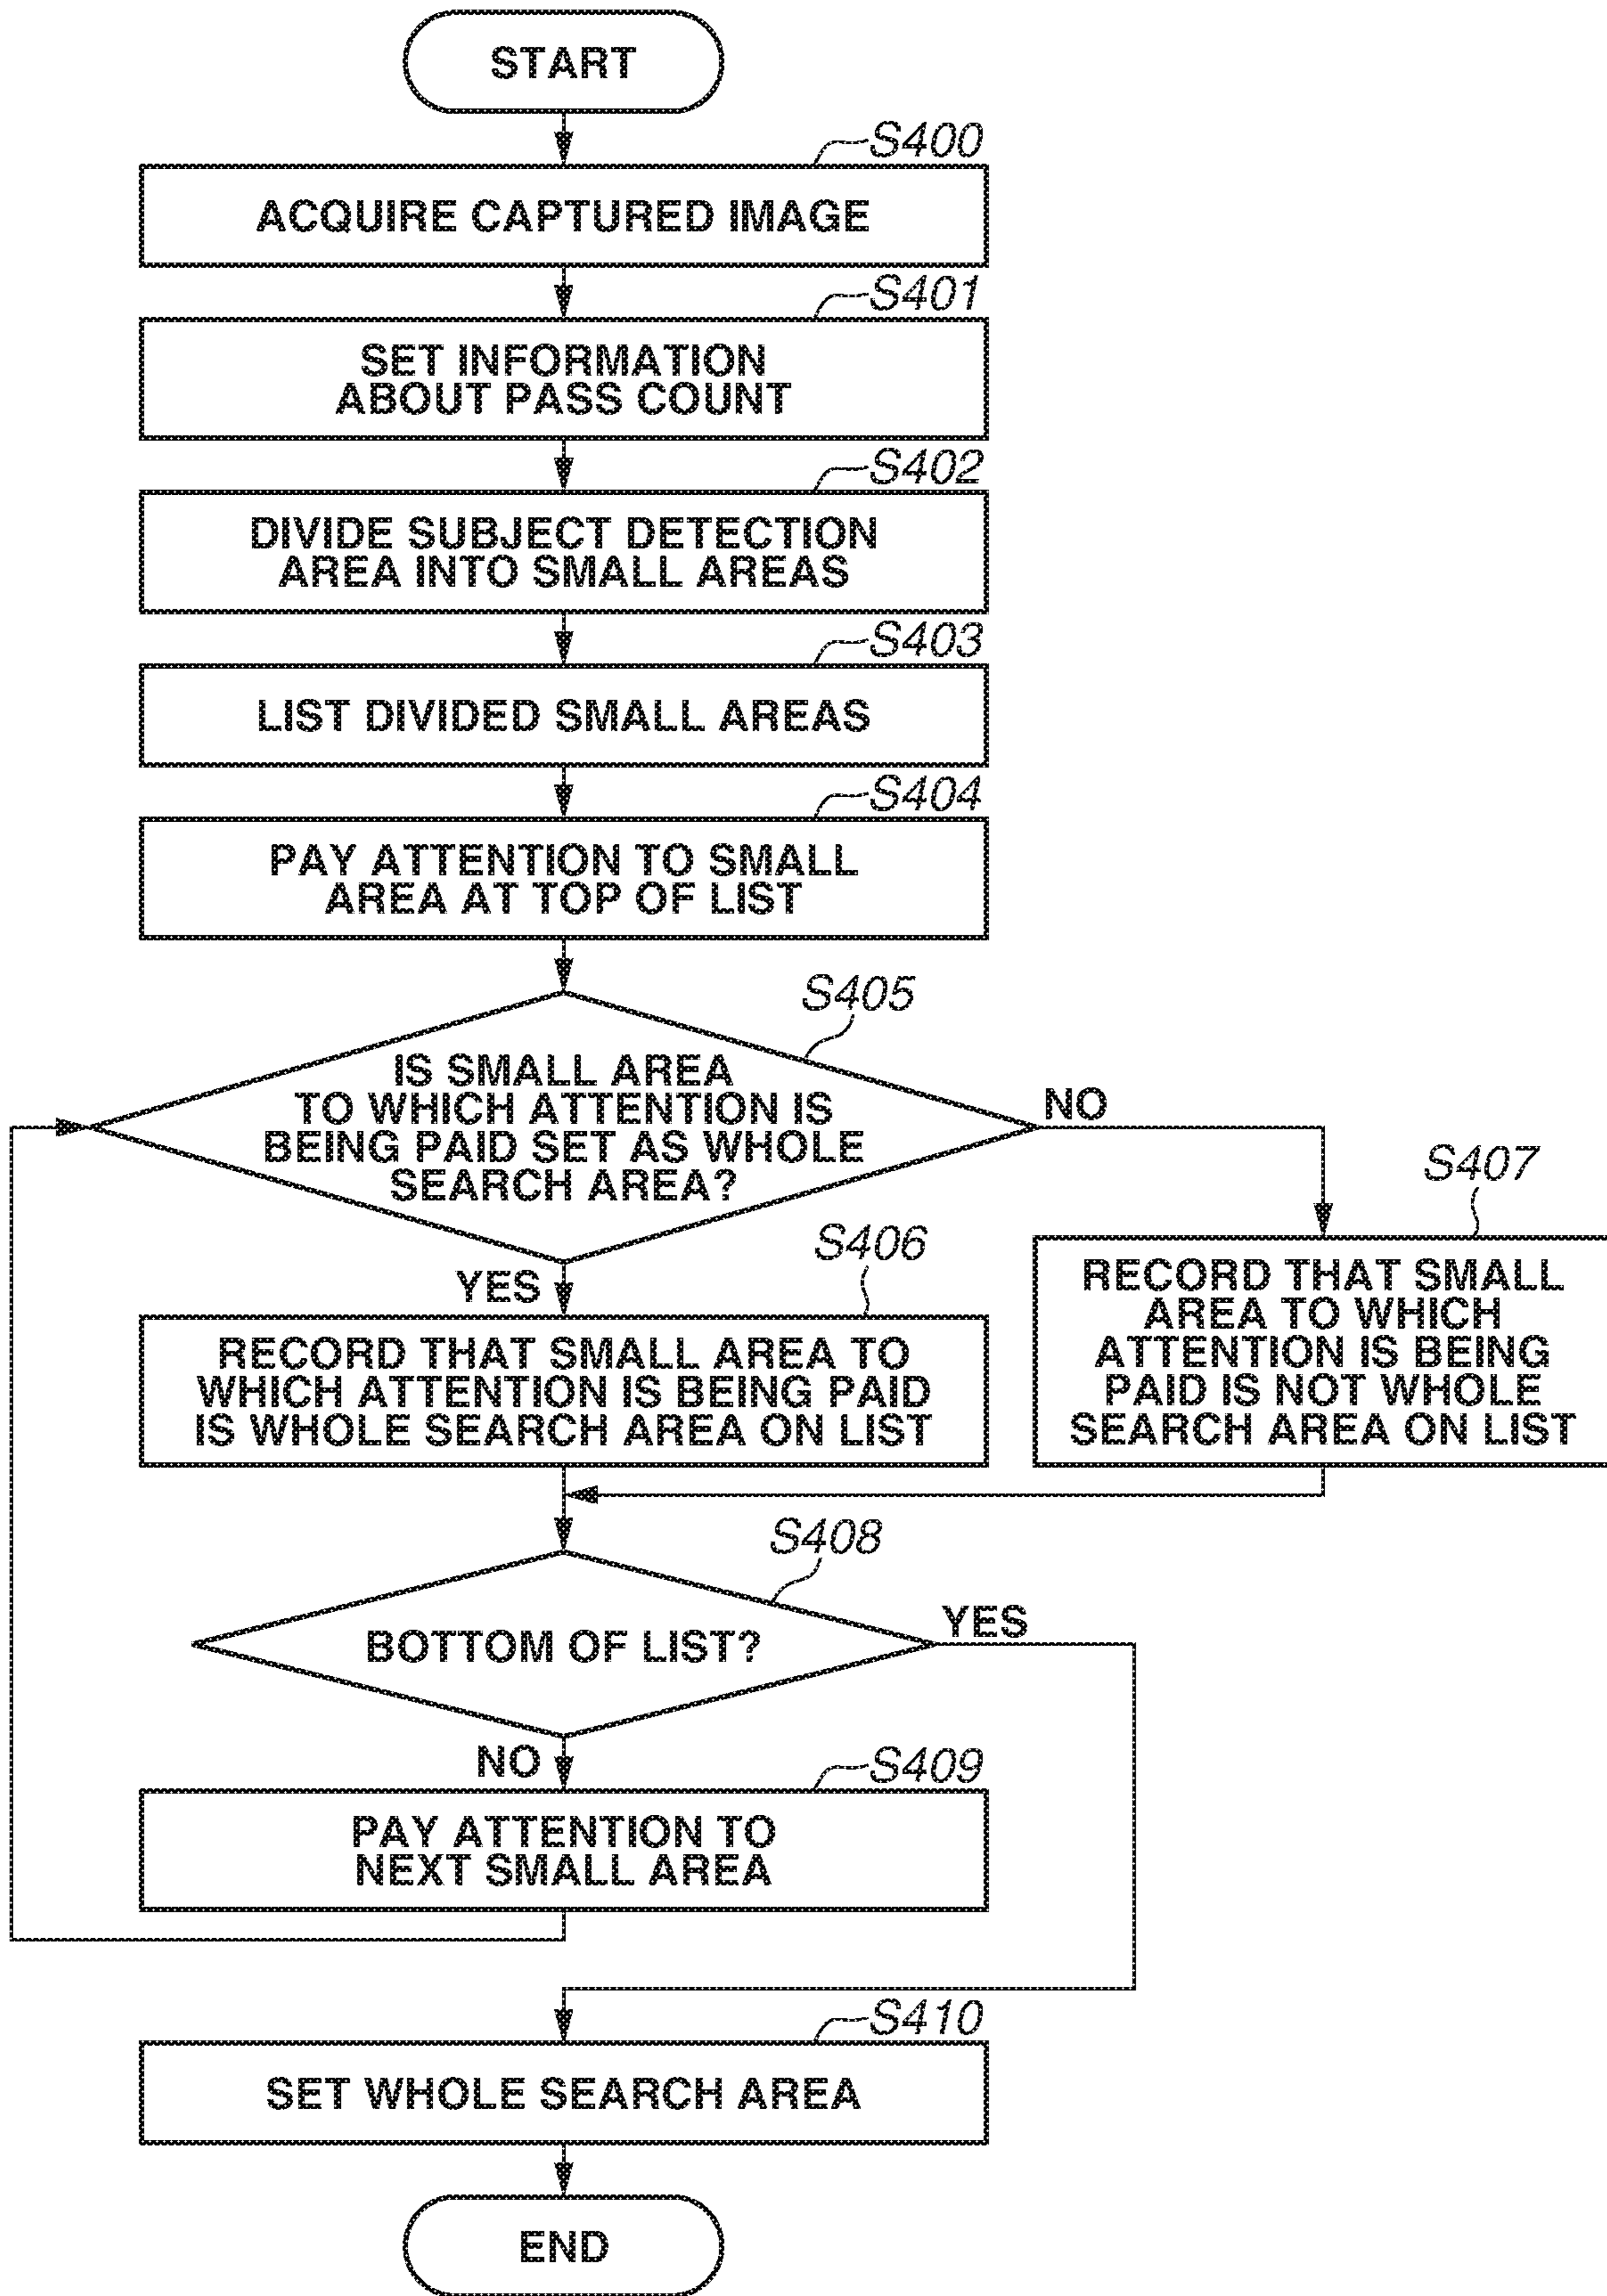 START
S400
ACQUIRE CAPTURED IMAGE
S401
SET INFORMATION
ABOUT PASS COUNT
S402
DIVIDE SUBJECT DETECTION
AREA INTO SMALL AREAS
S403
LIST DIVIDED SMALL AREAS
S404
PAY ATTENTION TO SMALL
AREA AT TOP OF LIST
S405
IS SMALL AREA
TO WHICH ATTENTION IS
BEING PAID SET AS WHOLE
SEARCH AREA?
NO
YES
S406
RECORD THAT SMALL AREA TO
WHICH ATTENTION IS BEING PAID
IS WHOLE SEARCH AREA ON LIST
S407
RECORD THAT SMALL
AREA TO WHICH
ATTENTION IS BEING
PAID IS NOT WHOLE
SEARCH AREA ON LIST
S408
BOTTOM OF LIST?
YES
NO
S409
PAY ATTENTION TO
NEXT SMALL AREA
S410
SET WHOLE SEARCH AREA
END